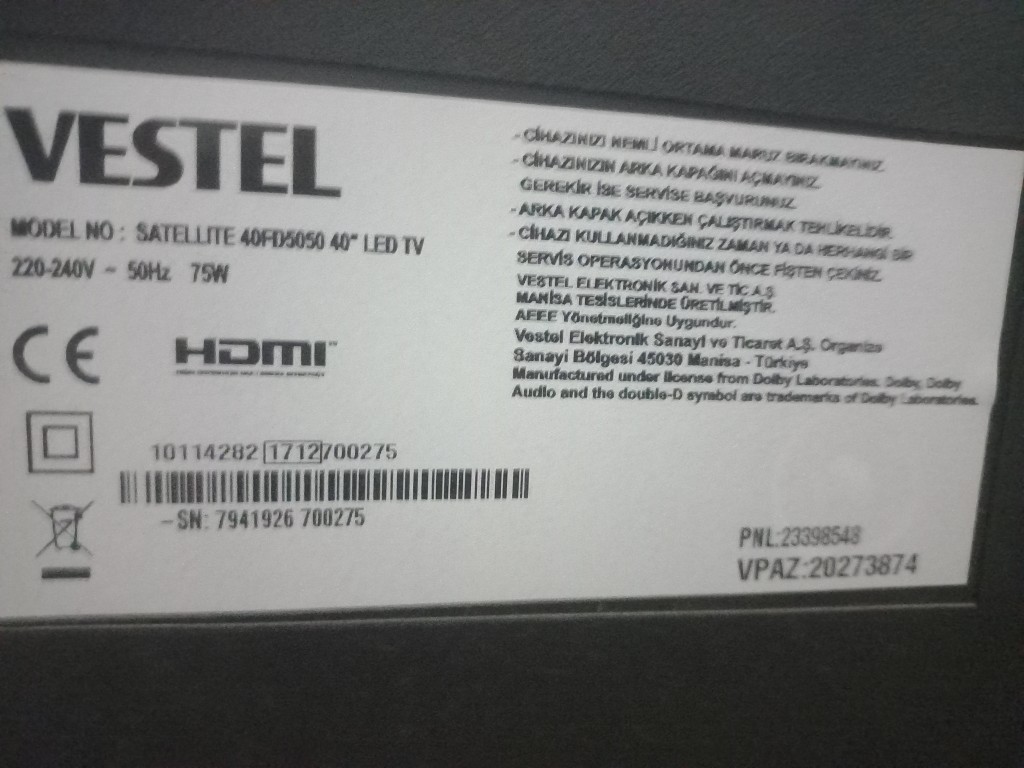 VESTEL
MODEL NO : SATELLITE 40FD5050 40" LED TV
220-240V ~ 50Hz 75W
CE
HDMI™
10114282 1712 700275
-SN: 7941926 700275
-CİHAZINIZI NEMLİ ORTAMA MARUZ BIRAKMAYINIZ.
-CİHAZINIZIN ARKA KAPAĞINI AÇMAYINIZ.
GEREKİR İSE SERVİSE BAŞVURUNUZ.
-ARKA KAPAK AÇIKKEN ÇALIŞTIRMAK TEHLİKELİDİR.
-CİHAZI KULLANMADIĞINIZ ZAMAN YA DA HERHANGİ BİR
SERVİS OPERASYONUNDAN ÖNCE FİŞTEN ÇEKİNİZ.
VESTEL ELEKTRONİK SAN. VE TİC A.Ş.
MANİSA TESİSLERİNDE ÜRETİLMİŞTİR.
AEEE Yönetmeliğine Uygundur.
Vestel Elektronik Sanayi ve Ticaret A.Ş. Organize
Sanayi Bölgesi 45030 Manisa - Türkiye
Manufactured under license from Dolby Laboratories. Dolby, Dolby
Audio and the double-D symbol are trademarks of Dolby Laboratories.
PNL:23398548
VPAZ:20273874